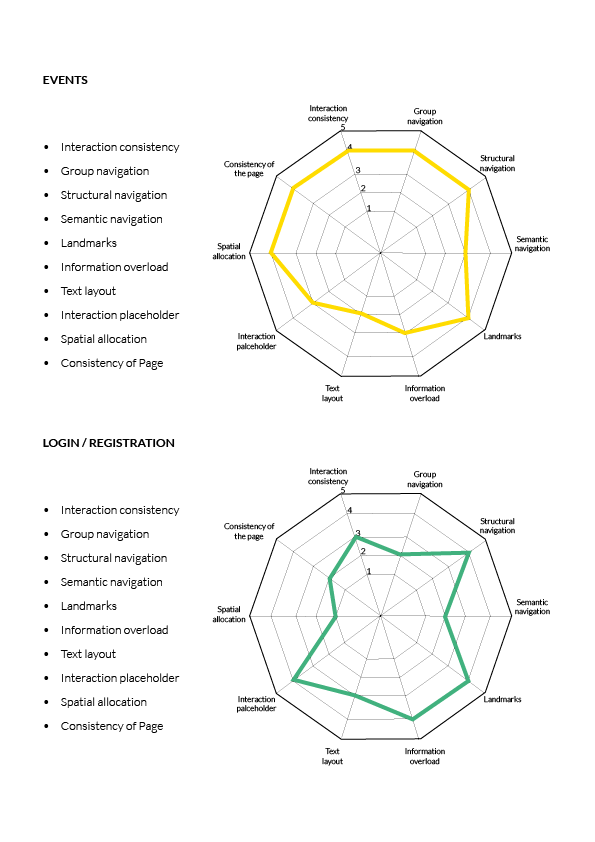 EVENTS
• Interaction consistency
• Group navigation
• Structural navigation
• Semantic navigation
• Landmarks
• Information overload
• Text layout
• Interaction placeholder
• Spatial allocation
• Consistency of Page
Interaction
consistency
Group
navigation
Structural
navigation
Semantic
navigation
Landmarks
Information
overload
Text
layout
Interaction
palceholder
Spatial
allocation
Consistency of
the page
5
4
3
2
1
LOGIN / REGISTRATION
• Interaction consistency
• Group navigation
• Structural navigation
• Semantic navigation
• Landmarks
• Information overload
• Text layout
• Interaction placeholder
• Spatial allocation
• Consistency of Page
Interaction
consistency
Group
navigation
Structural
navigation
Semantic
navigation
Landmarks
Information
overload
Text
layout
Interaction
palceholder
Spatial
allocation
Consistency of
the page
5
4
3
2
1